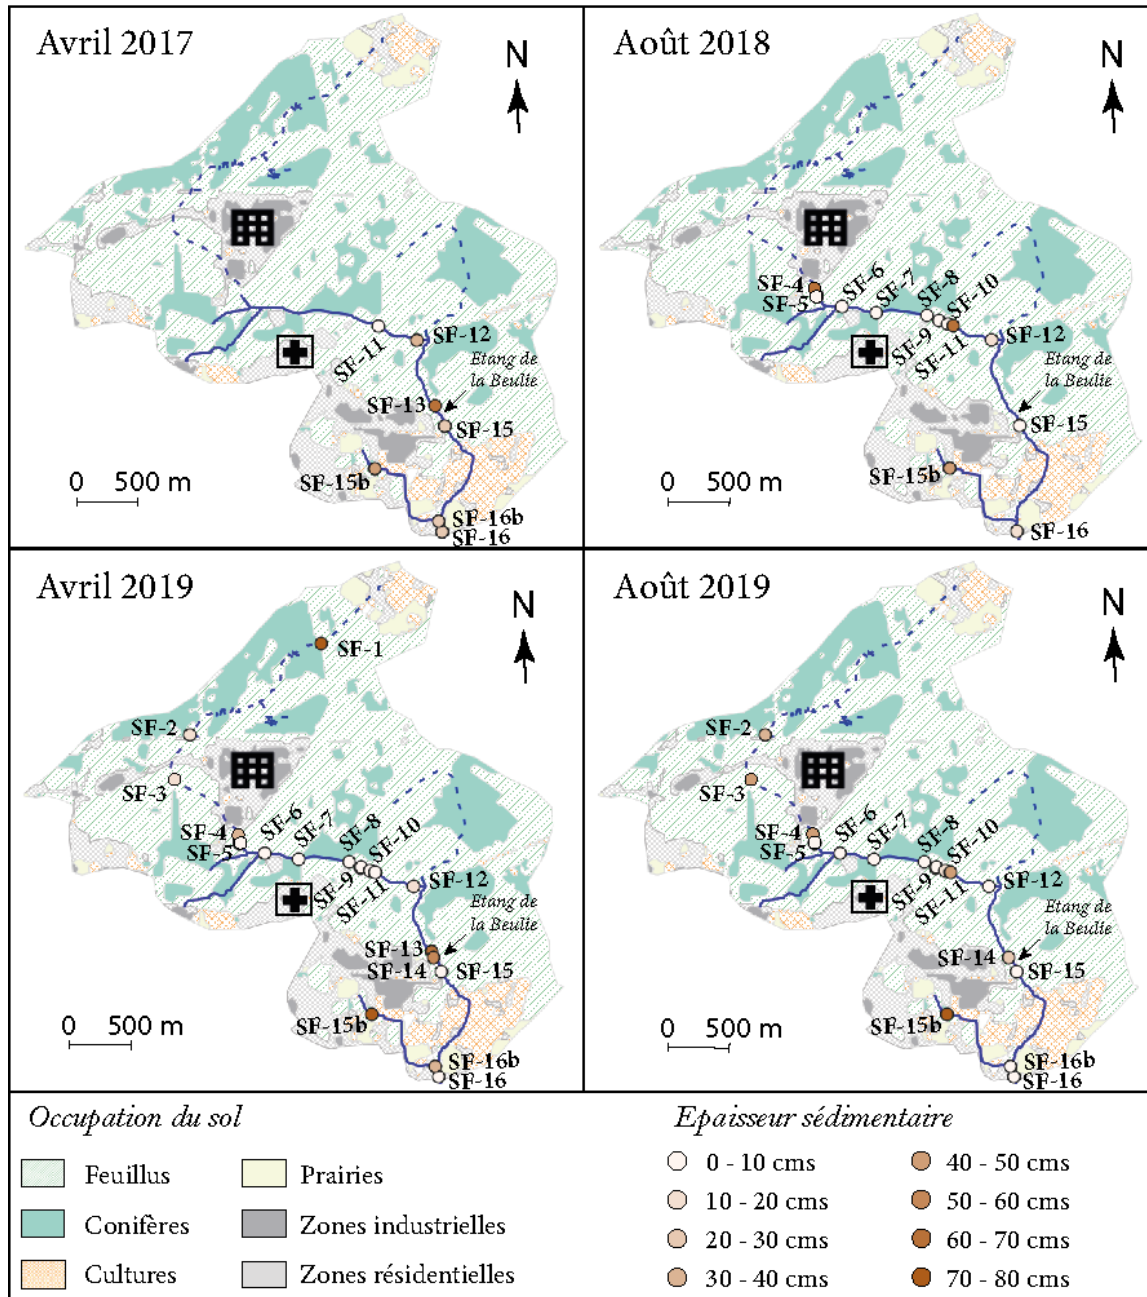 Avril 2017
N
SF-11
SF-12
Etang de
la Beulie
SF-13
SF-15
SF-15b
SF-16b
SF-16
0 500 m
Août 2018
N
SF-4
SF-5
SF-6
SF-7
SF-8
SF-9
SF-10
SF-11
SF-12
Etang de
la Beulie
SF-15
SF-15b
SF-16
0 500 m
Avril 2019
N
SF-1
SF-2
SF-3
SF-4
SF-5
SF-6
SF-7
SF-8
SF-9
SF-10
SF-11
SF-12
Etang de
la Beulie
SF-13
SF-14
SF-15
SF-15b
SF-16b
SF-16
0 500 m
Août 2019
N
SF-2
SF-3
SF-4
SF-5
SF-6
SF-7
SF-8
SF-9
SF-10
SF-11
SF-12
Etang de
la Beulie
SF-14
SF-15
SF-15b
SF-16b
SF-16
0 500 m
Occupation du sol
Feuillus
Conifères
Cultures
Prairies
Zones industrielles
Zones résidentielles
Epaisseur sédimentaire
0 - 10 cms
10 - 20 cms
20 - 30 cms
30 - 40 cms
40 - 50 cms
50 - 60 cms
60 - 70 cms
70 - 80 cms